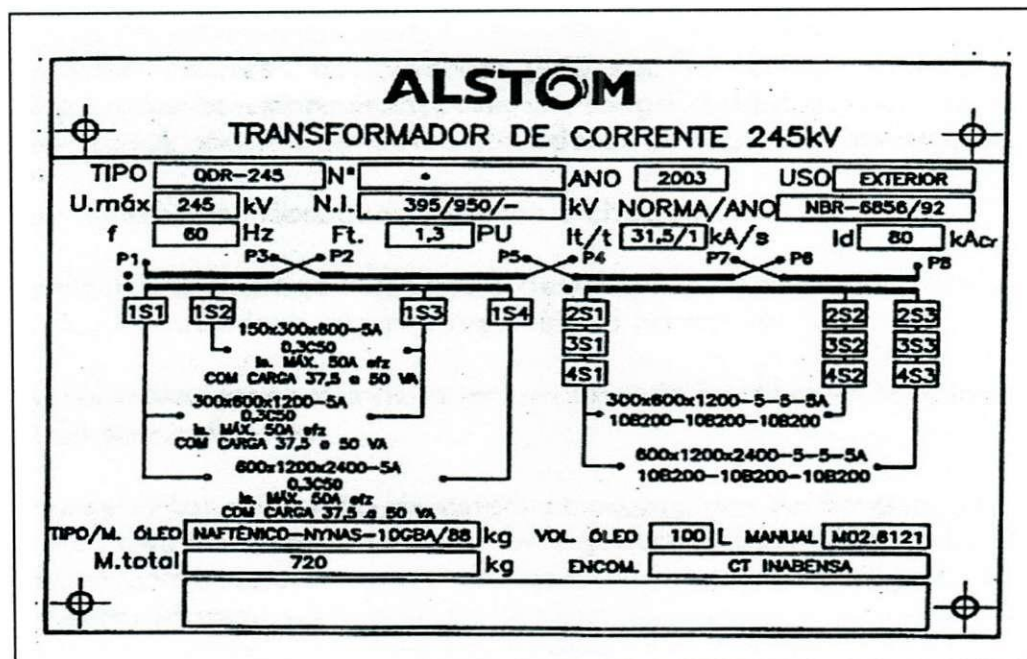 ALSTOM
TRANSFORMADOR DE CORRENTE 245kV
TIPO QDR-245 Nº ANO 2003 USO EXTERIOR
U.máx 245 kV N.I. 395/950/- kV NORMA/ANO NBR-6856/92
f 60 Hz Ft. 1,3 PU It/t 31,5/1 kA/s Id 80 kAcr
P1 P3 P2 P5 P4 P7 P6 P8
1S1 1S2 1S3 1S4 2S1 2S2 2S3
3S1 3S2 3S3
4S1 4S2 4S3
150x300x600-5A
0,3C50
Is. MÁX. 50A efz
COM CARGA 37,5 e 50 VA
300x600x1200-5A
0,3C50
Is. MÁX. 50A efz
COM CARGA 37,5 e 50 VA
600x1200x2400-5A
0,3C50
Is. MÁX. 50A efz
COM CARGA 37,5 e 50 VA
300x600x1200-5-5-5A
10B200-10B200-10B200
600x1200x2400-5-5-5A
10B200-10B200-10B200
TIPO/M. ÓLEO NAFTÊNICO-NYNAS-10GBA/88 kg VOL. ÓLEO 100 L MANUAL M02.6121
M.total 720 kg ENCOM. CT INABENSA